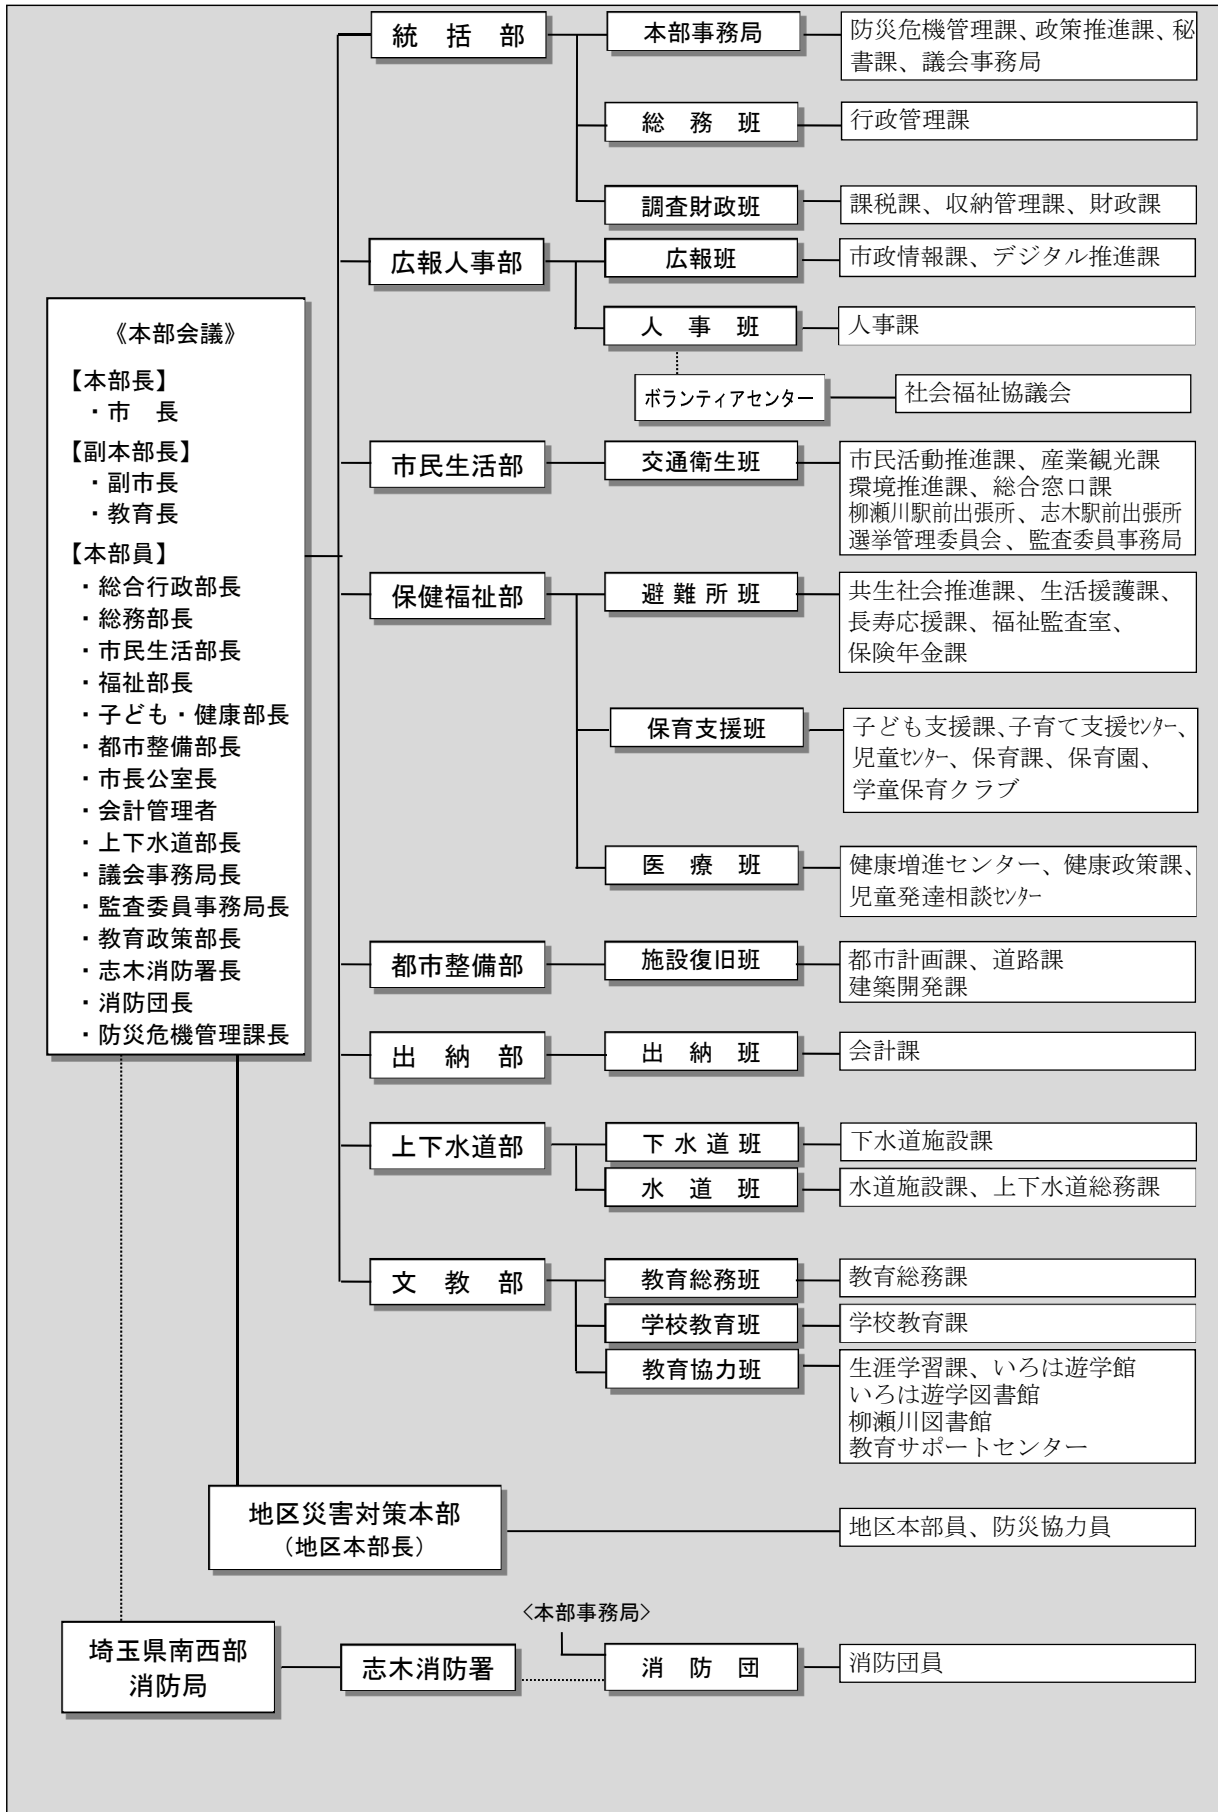 統括部
本部事務局
防災危機管理課、政策推進課、秘
書課、議会事務局
総務班
行政管理課
調査財政班
課税課、収納管理課、財政課
広報人事部
広報班
市政情報課、デジタル推進課
人事班
人事課
ボランティアセンター
社会福祉協議会
《本部会議》
【本部長】
・市 長
【副本部長】
・副市長
・教育長
【本部員】
・総合行政部長
・総務部長
・市民生活部長
・福祉部長
・子ども・健康部長
・都市整備部長
・市長公室長
・会計管理者
・上下水道部長
・議会事務局長
・監査委員事務局長
・教育政策部長
・志木消防署長
・消防団長
・防災危機管理課長
市民生活部
交通衛生班
市民活動推進課、産業観光課
環境推進課、総合窓口課
柳瀬川駅前出張所、志木駅前出張所
選挙管理委員会、監査委員事務局
保健福祉部
避難所班
共生社会推進課、生活援護課、
長寿応援課、福祉監査室、
保険年金課
保育支援班
子ども支援課、子育て支援センター、
児童センター、保育課、保育園、
学童保育クラブ
医療班
健康増進センター、健康政策課、
児童発達相談センター
都市整備部
施設復旧班
都市計画課、道路課
建築開発課
出納部
出納班
会計課
上下水道部
下水道班
下水道施設課
水道班
水道施設課、上下水道総務課
文教部
教育総務班
教育総務課
学校教育班
学校教育課
教育協力班
生涯学習課、いろは遊学館
いろは遊学図書館
柳瀬川図書館
教育サポートセンター
地区災害対策本部
（地区本部長）
地区本部員、防災協力員
埼玉県南西部
消防局
志木消防署
<本部事務局>
消防団
消防団員